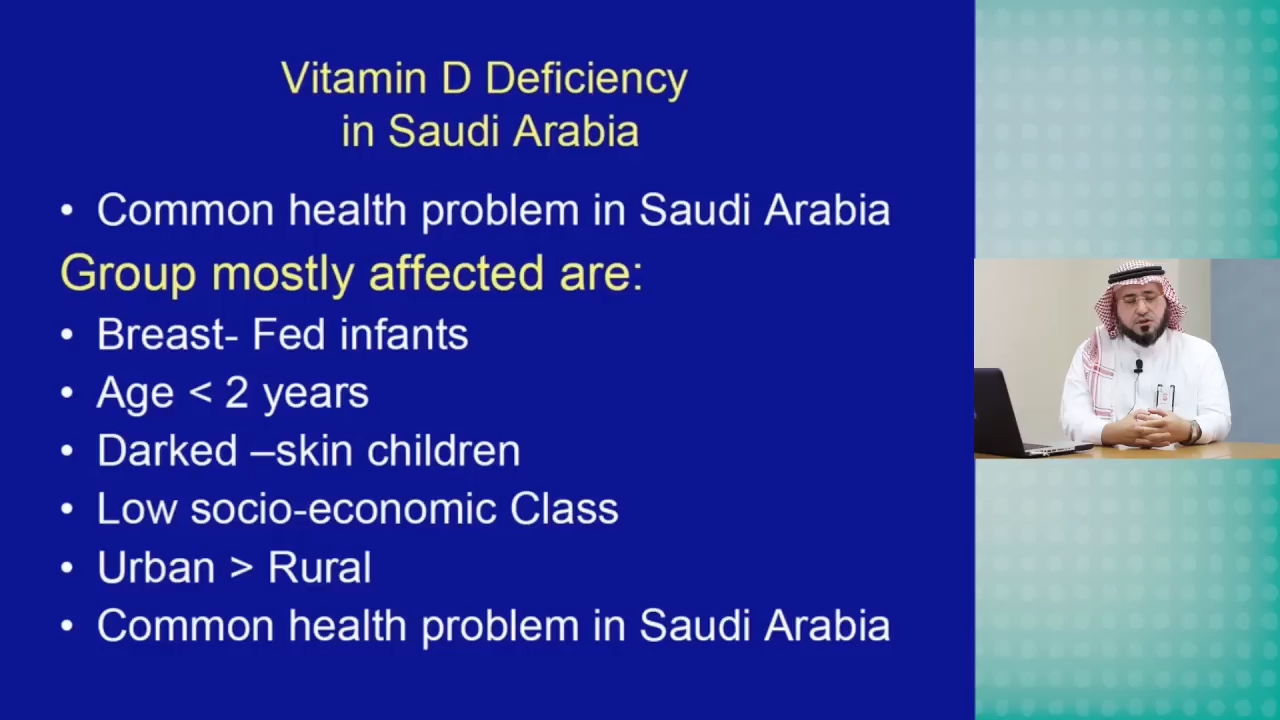 Vitamin D Deficiency
in Saudi Arabia
• Common health problem in Saudi Arabia
Group mostly affected are:
• Breast- Fed infants
• Age < 2 years
• Darked –skin children
• Low socio-economic Class
• Urban > Rural
• Common health problem in Saudi Arabia